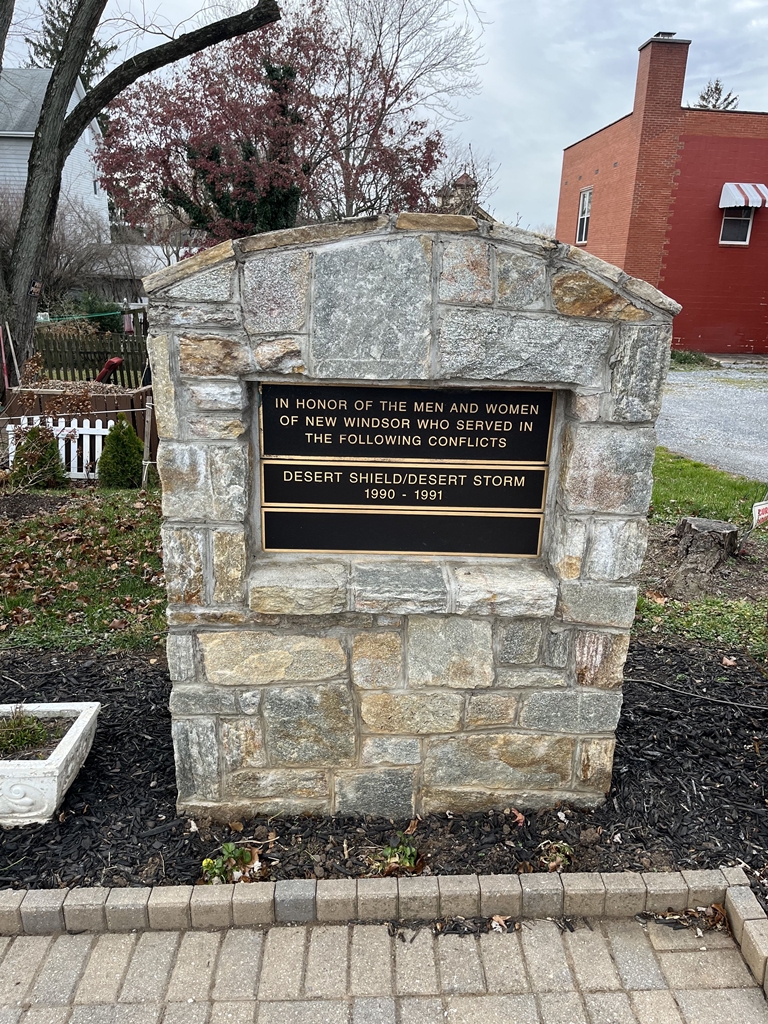 IN HONOR OF THE MEN AND WOMEN
OF NEW WINDSOR WHO SERVED IN
THE FOLLOWING CONFLICTS
DESERT SHIELD/DESERT STORM
1990 - 1991